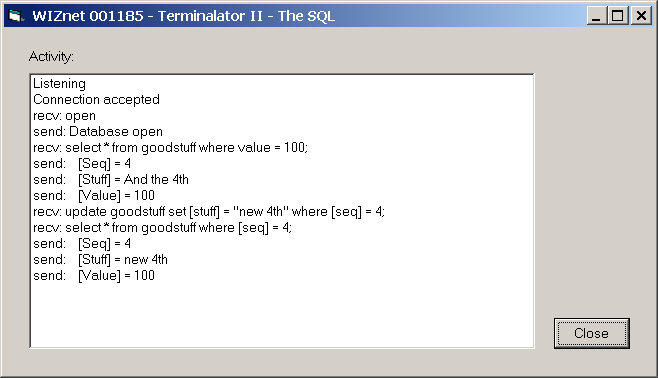 WIZnet 001185 - Terminalator II - The SQL
Activity:
Listening
Connection accepted
recv: open
send: Database open
recv: select * from goodstuff where value = 100;
send:    [Seq] = 4
send:    [Stuff] = And the 4th
send:    [Value] = 100
recv: update goodstuff set [stuff] = "new 4th" where [seq] = 4;
recv: select * from goodstuff where [seq] = 4;
send:    [Seq] = 4
send:    [Stuff] = new 4th
send:    [Value] = 100
Close